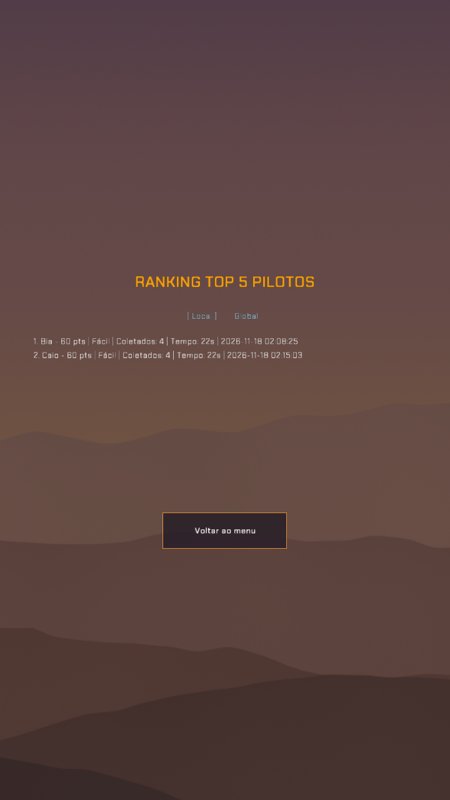 RANKING TOP 5 PILOTOS
[ Local ] Global
1. Bia - 60 pts | Fácil | Coletados: 4 | Tempo: 22s | 2026-11-18 02:08:25
2. Caio - 60 pts | Fácil | Coletados: 4 | Tempo: 22s | 2026-11-18 02:15:03
Voltar ao menu